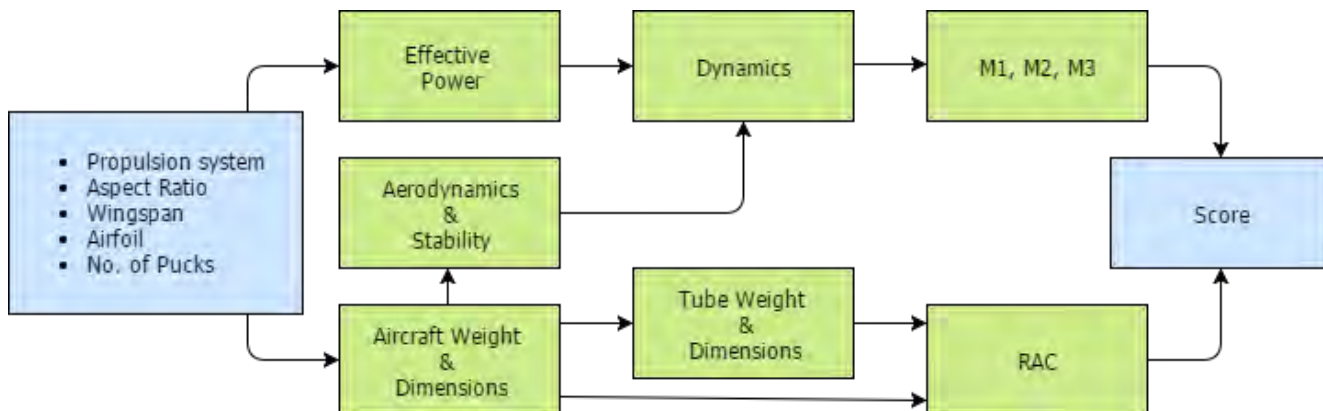 • Propulsion system
• Aspect Ratio
• Wingspan
• Airfoil
• No. of Pucks
Effective
Power
Dynamics
M1, M2, M3
Aerodynamics
&
Stability
Score
Aircraft Weight
&
Dimensions
Tube Weight
&
Dimensions
RAC